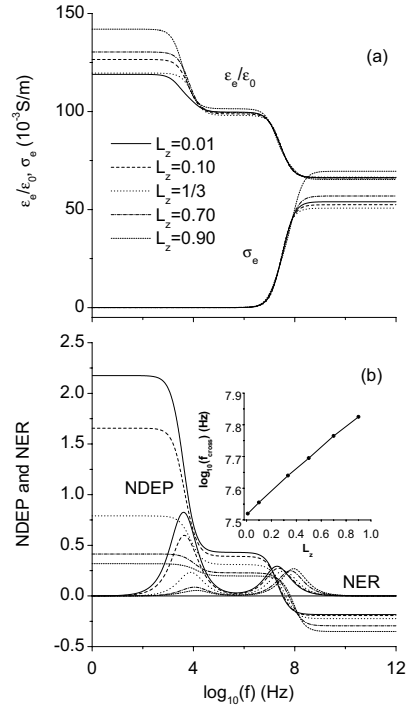 150
(a)
ε_e/ε_0
100
L_z=0.01
L_z=0.10
L_z=1/3
L_z=0.70
L_z=0.90
50
σ_e
0
ε_e/ε_0, σ_e (10^-3 S/m)
2.5
(b)
2.0
1.5
1.0
0.5
0.0
-0.5
NDEP and NER
NDEP
NER
7.9
7.8
7.7
7.6
7.5
log_10(f_cross) (Hz)
0.0 0.2 0.4 0.6 0.8 1.0
L_z
0 4 8 12
log_10(f) (Hz)